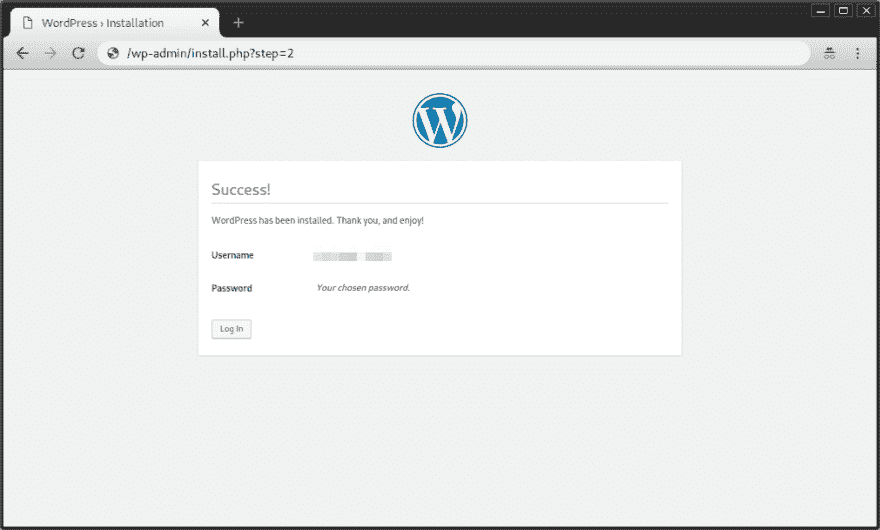 WordPress › Installation
/wp-admin/install.php?step=2
Success!
WordPress has been installed. Thank you, and enjoy!
Username
Password Your chosen password.
Log In